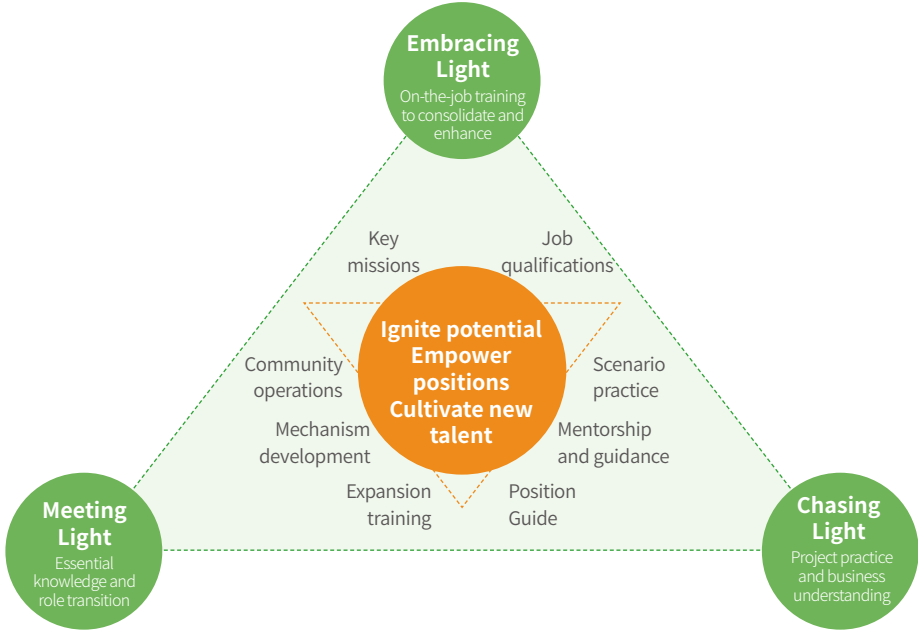 Embracing
Light
On-the-job training
to consolidate and
enhance
Key
missions
Job
qualifications
Ignite potential
Empower
positions
Cultivate new
talent
Community
operations
Scenario
practice
Mechanism
development
Mentorship
and guidance
Expansion
training
Position
Guide
Meeting
Light
Essential
knowledge and
role transition
Chasing
Light
Project practice
and business
understanding